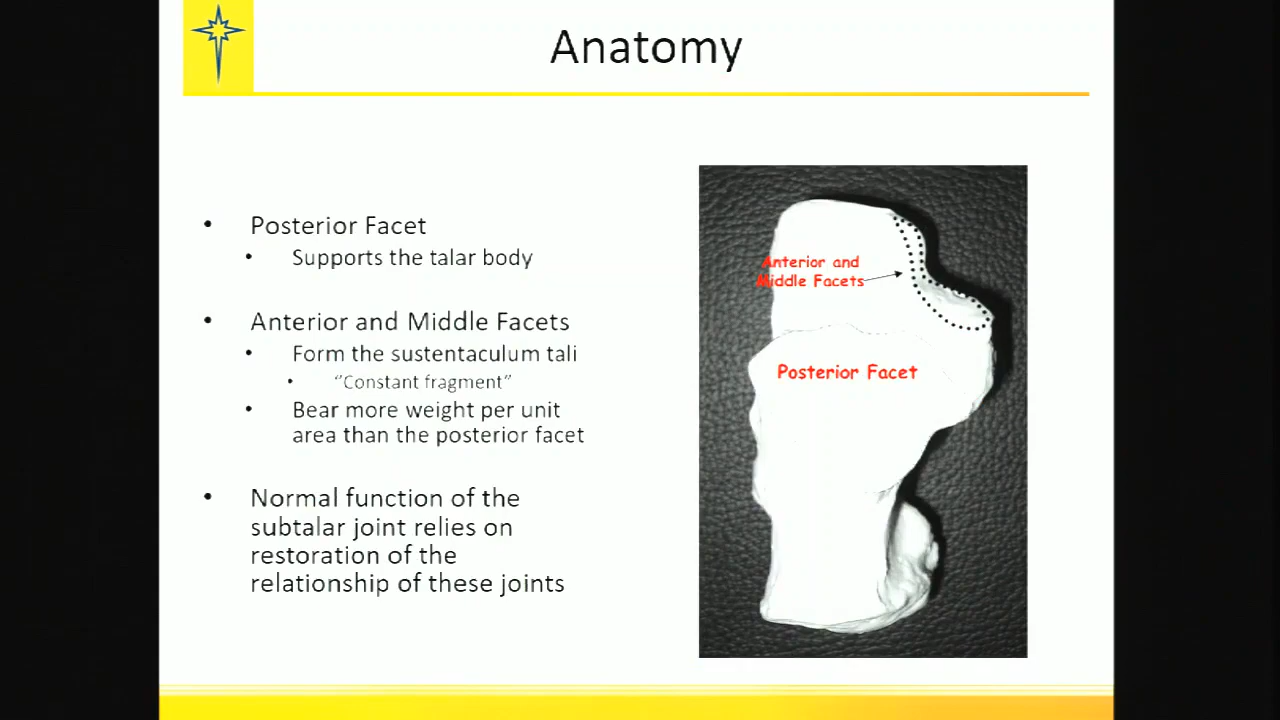 Anatomy
• Posterior Facet
• Supports the talar body
• Anterior and Middle Facets
• Form the sustentaculum tali
• "Constant fragment"
• Bear more weight per unit
area than the posterior facet
• Normal function of the
subtalar joint relies on
restoration of the
relationship of these joints
Anterior and
Middle Facets
Posterior Facet